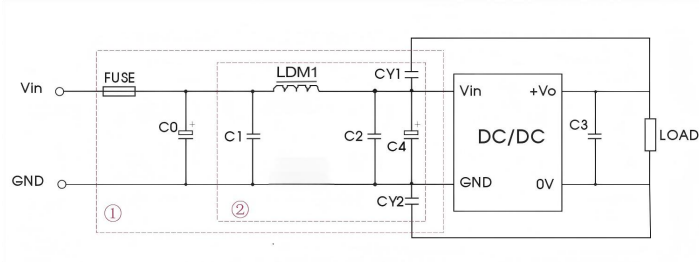 FUSE
LDM1
CY1
Vin
Vin
+Vo
C0
+
C1
C2
+
C4
DC/DC
C3
LOAD
GND
GND
0V
CY2
①
②